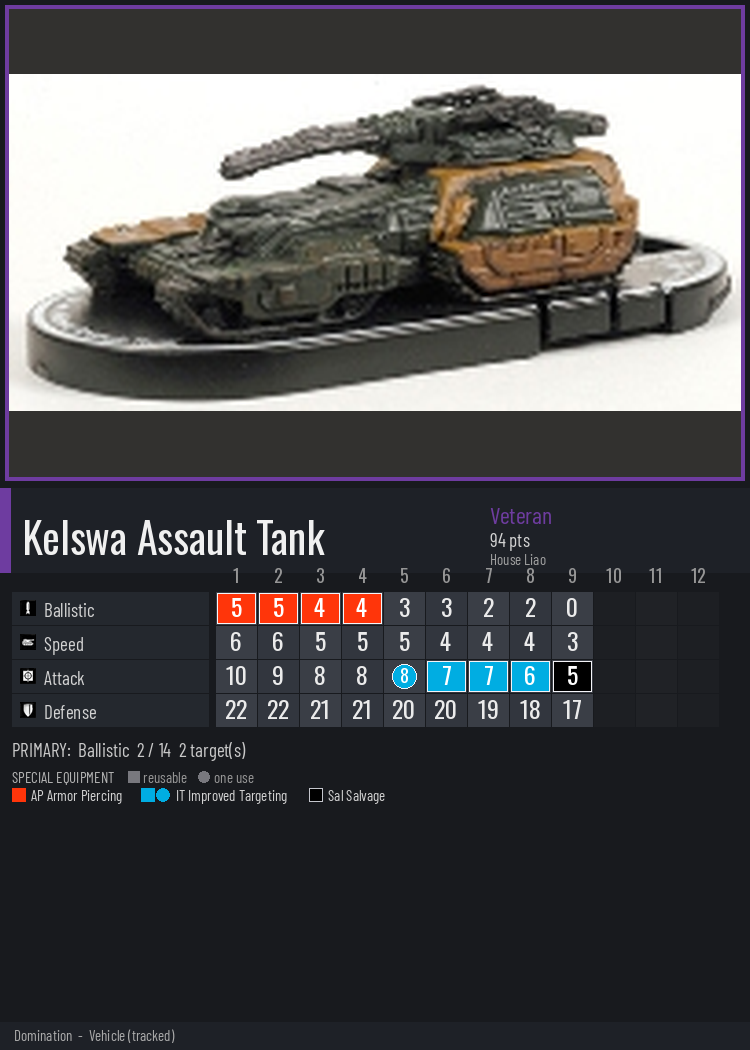 Kelswa Assault Tank
Veteran
94 pts
House Liao
1 2 3 4 5 6 7 8 9 10 11 12
Ballistic 5 5 4 4 3 3 2 2 0
Speed 6 6 5 5 5 4 4 4 3
Attack 10 9 8 8 8 7 7 6 5
Defense 22 22 21 21 20 20 19 18 17
PRIMARY: Ballistic 2 / 14 2 target(s)
SPECIAL EQUIPMENT reusable one use
AP Armor Piercing IT Improved Targeting Sal Salvage
Domination - Vehicle (tracked)